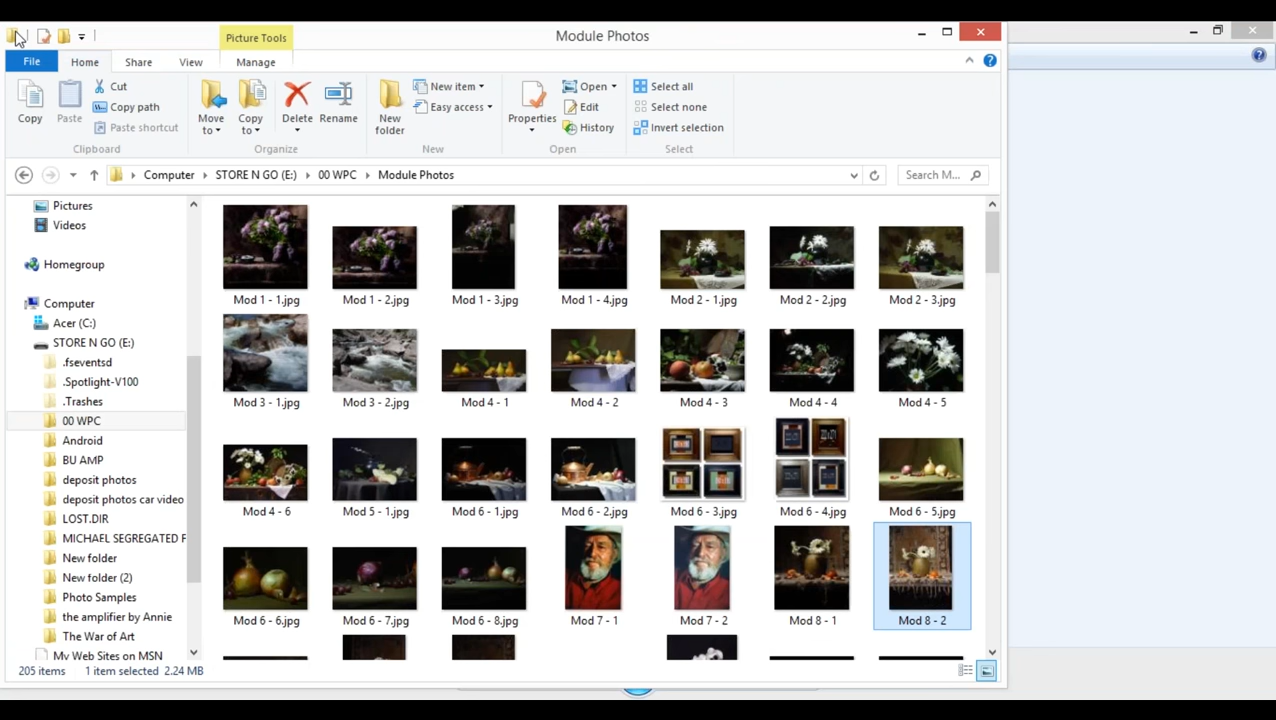 Picture Tools
Module Photos
File
Home
Share
View
Manage
Copy
Paste
Cut
Copy path
Paste shortcut
Clipboard
Move to
Copy to
Delete
Rename
Organize
New folder
New item
Easy access
New
Properties
Open
Edit
History
Open
Select all
Select none
Invert selection
Select
Computer
STORE N GO (E:)
00 WPC
Module Photos
Search M...
Pictures
Videos
Homegroup
Computer
Acer (C:)
STORE N GO (E:)
.fseventsd
.Spotlight-V100
.Trashes
00 WPC
Android
BU AMP
deposit photos
deposit photos car video
LOST.DIR
MICHAEL SEGREGATED F
New folder
New folder (2)
Photo Samples
the amplifier by Annie
The War of Art
My Web Sites on MSN
Mod 1 - 1.jpg
Mod 1 - 2.jpg
Mod 1 - 3.jpg
Mod 1 - 4.jpg
Mod 2 - 1.jpg
Mod 2 - 2.jpg
Mod 2 - 3.jpg
Mod 3 - 1.jpg
Mod 3 - 2.jpg
Mod 4 - 1
Mod 4 - 2
Mod 4 - 3
Mod 4 - 4
Mod 4 - 5
Mod 4 - 6
Mod 5 - 1.jpg
Mod 6 - 1.jpg
Mod 6 - 2.jpg
Mod 6 - 3.jpg
Mod 6 - 4.jpg
Mod 6 - 5.jpg
Mod 6 - 6.jpg
Mod 6 - 7.jpg
Mod 6 - 8.jpg
Mod 7 - 1
Mod 7 - 2
Mod 8 - 1
Mod 8 - 2
205 items
1 item selected 2.24 MB